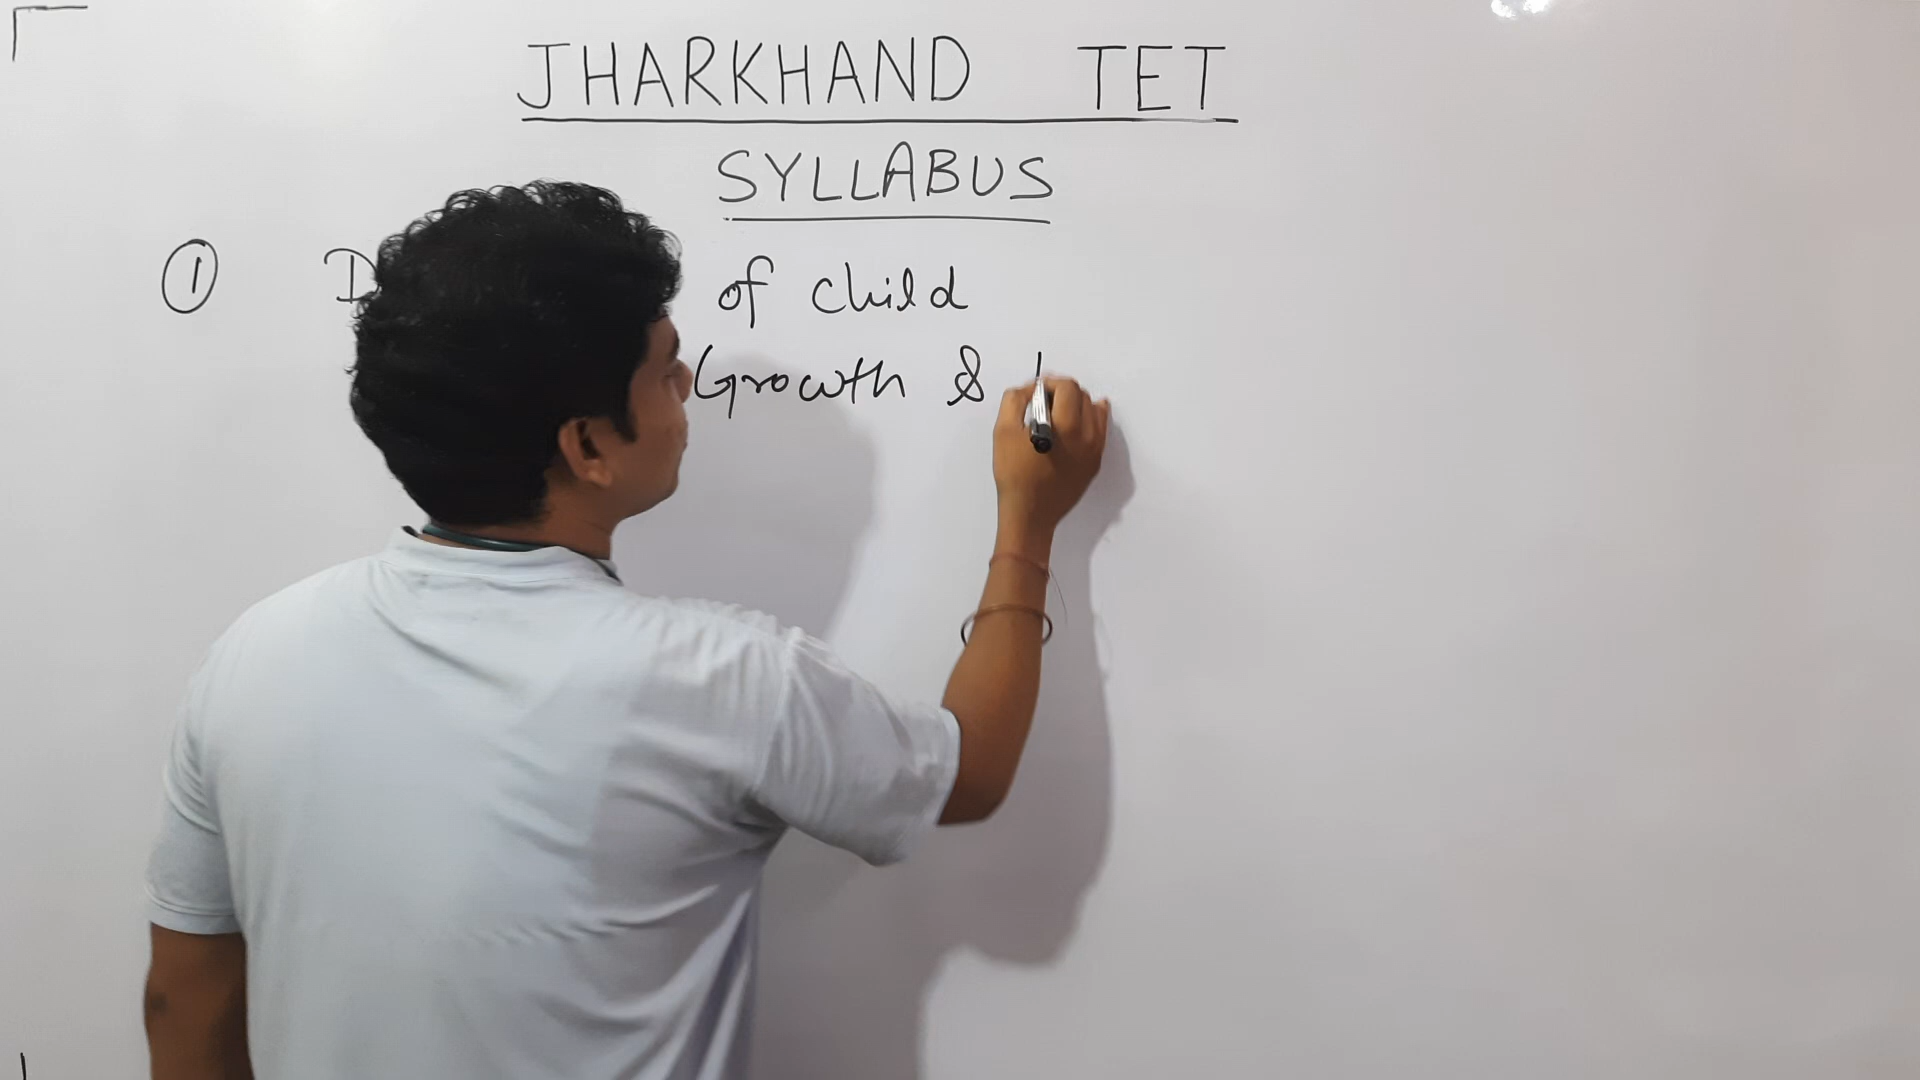 JHARKHAND TET
SYLLABUS
① of child
Growth &